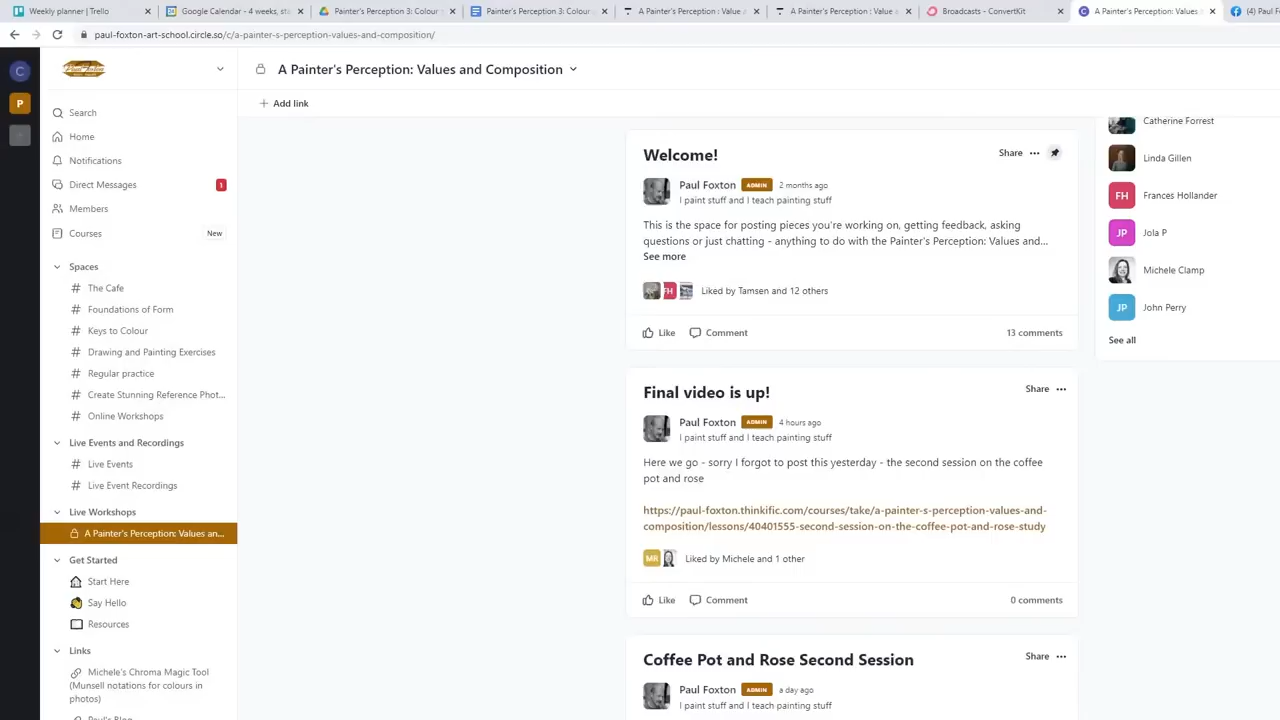 Weekly planner | Trello
Google Calendar - 4 weeks, sta
Painter's Perception 3: Colour
Painter's Perception 3: Colour
A Painter's Perception : Values
A Painter's Perception : Values
Broadcasts - ConvertKit
A Painter's Perception: Values
(4) Paul F
paul-foxton-art-school.circle.so/c/a-painter-s-perception-values-and-composition/
C
P
Search
Home
Notifications
Direct Messages 1
Members
Courses New
Spaces
# The Cafe
# Foundations of Form
# Keys to Colour
# Drawing and Painting Exercises
# Regular practice
# Create Stunning Reference Phot...
# Online Workshops
Live Events and Recordings
# Live Events
# Live Event Recordings
Live Workshops
A Painter's Perception: Values an...
Get Started
Start Here
Say Hello
Resources
Links
Michele's Chroma Magic Tool
(Munsell notations for colours in
photos)
Paul's Blog
A Painter's Perception: Values and Composition
+ Add link
Welcome! Share
Paul Foxton ADMIN 2 months ago
I paint stuff and I teach painting stuff
This is the space for posting pieces you're working on, getting feedback, asking
questions or just chatting - anything to do with the Painter's Perception: Values and...
See more
FH Liked by Tamsen and 12 others
Like Comment 13 comments
Final video is up! Share
Paul Foxton ADMIN 4 hours ago
I paint stuff and I teach painting stuff
Here we go - sorry I forgot to post this yesterday - the second session on the coffee
pot and rose
https://paul-foxton.thinkific.com/courses/take/a-painter-s-perception-values-and-
composition/lessons/40401555-second-session-on-the-coffee-pot-and-rose-study
MR Liked by Michele and 1 other
Like Comment 0 comments
Coffee Pot and Rose Second Session Share
Paul Foxton ADMIN a day ago
I paint stuff and I teach painting stuff
Catherine Forrest
Linda Gillen
FH Frances Hollander
JP Jola P
Michele Clamp
JP John Perry
See all